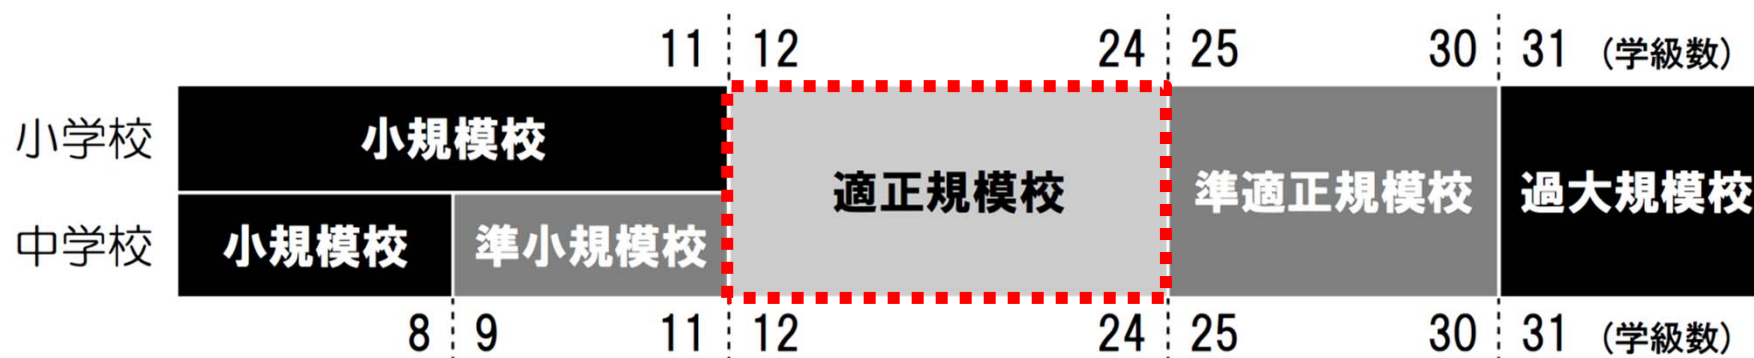 11 12 24 25 30 31 (学級数)
小学校 小規模校
適正規模校 準適正規模校 過大規模校
中学校 小規模校 準小規模校
8 9 11 12 24 25 30 31 (学級数)